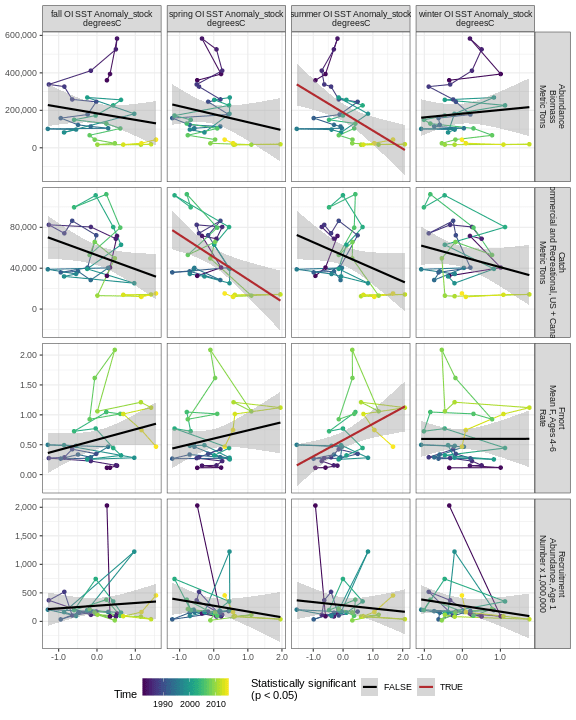 fall OI SST Anomaly_stock
degreesC
spring OI SST Anomaly_stock
degreesC
summer OI SST Anomaly_stock
degreesC
winter OI SST Anomaly_stock
degreesC
600,000
400,000
200,000
0
Abundance
Biomass
Metric Tons
80,000
40,000
0
Catch
ommercial and Recreational, US + Cana
Metric Tons
2.00
1.50
1.00
0.50
0.00
Fmort
Mean F, Ages 4-6
Rate
2,000
1,500
1,000
500
0
Recruitment
Abundance, Age 1
Number x 1,000,000
-1.0 0.0 1.0
-1.0 0.0 1.0 2.0
-1.0 0.0 1.0 2.0
-1.0 0.0 1.0
Time
1990 2000 2010
Statistically significant
(p < 0.05)
FALSE
TRUE